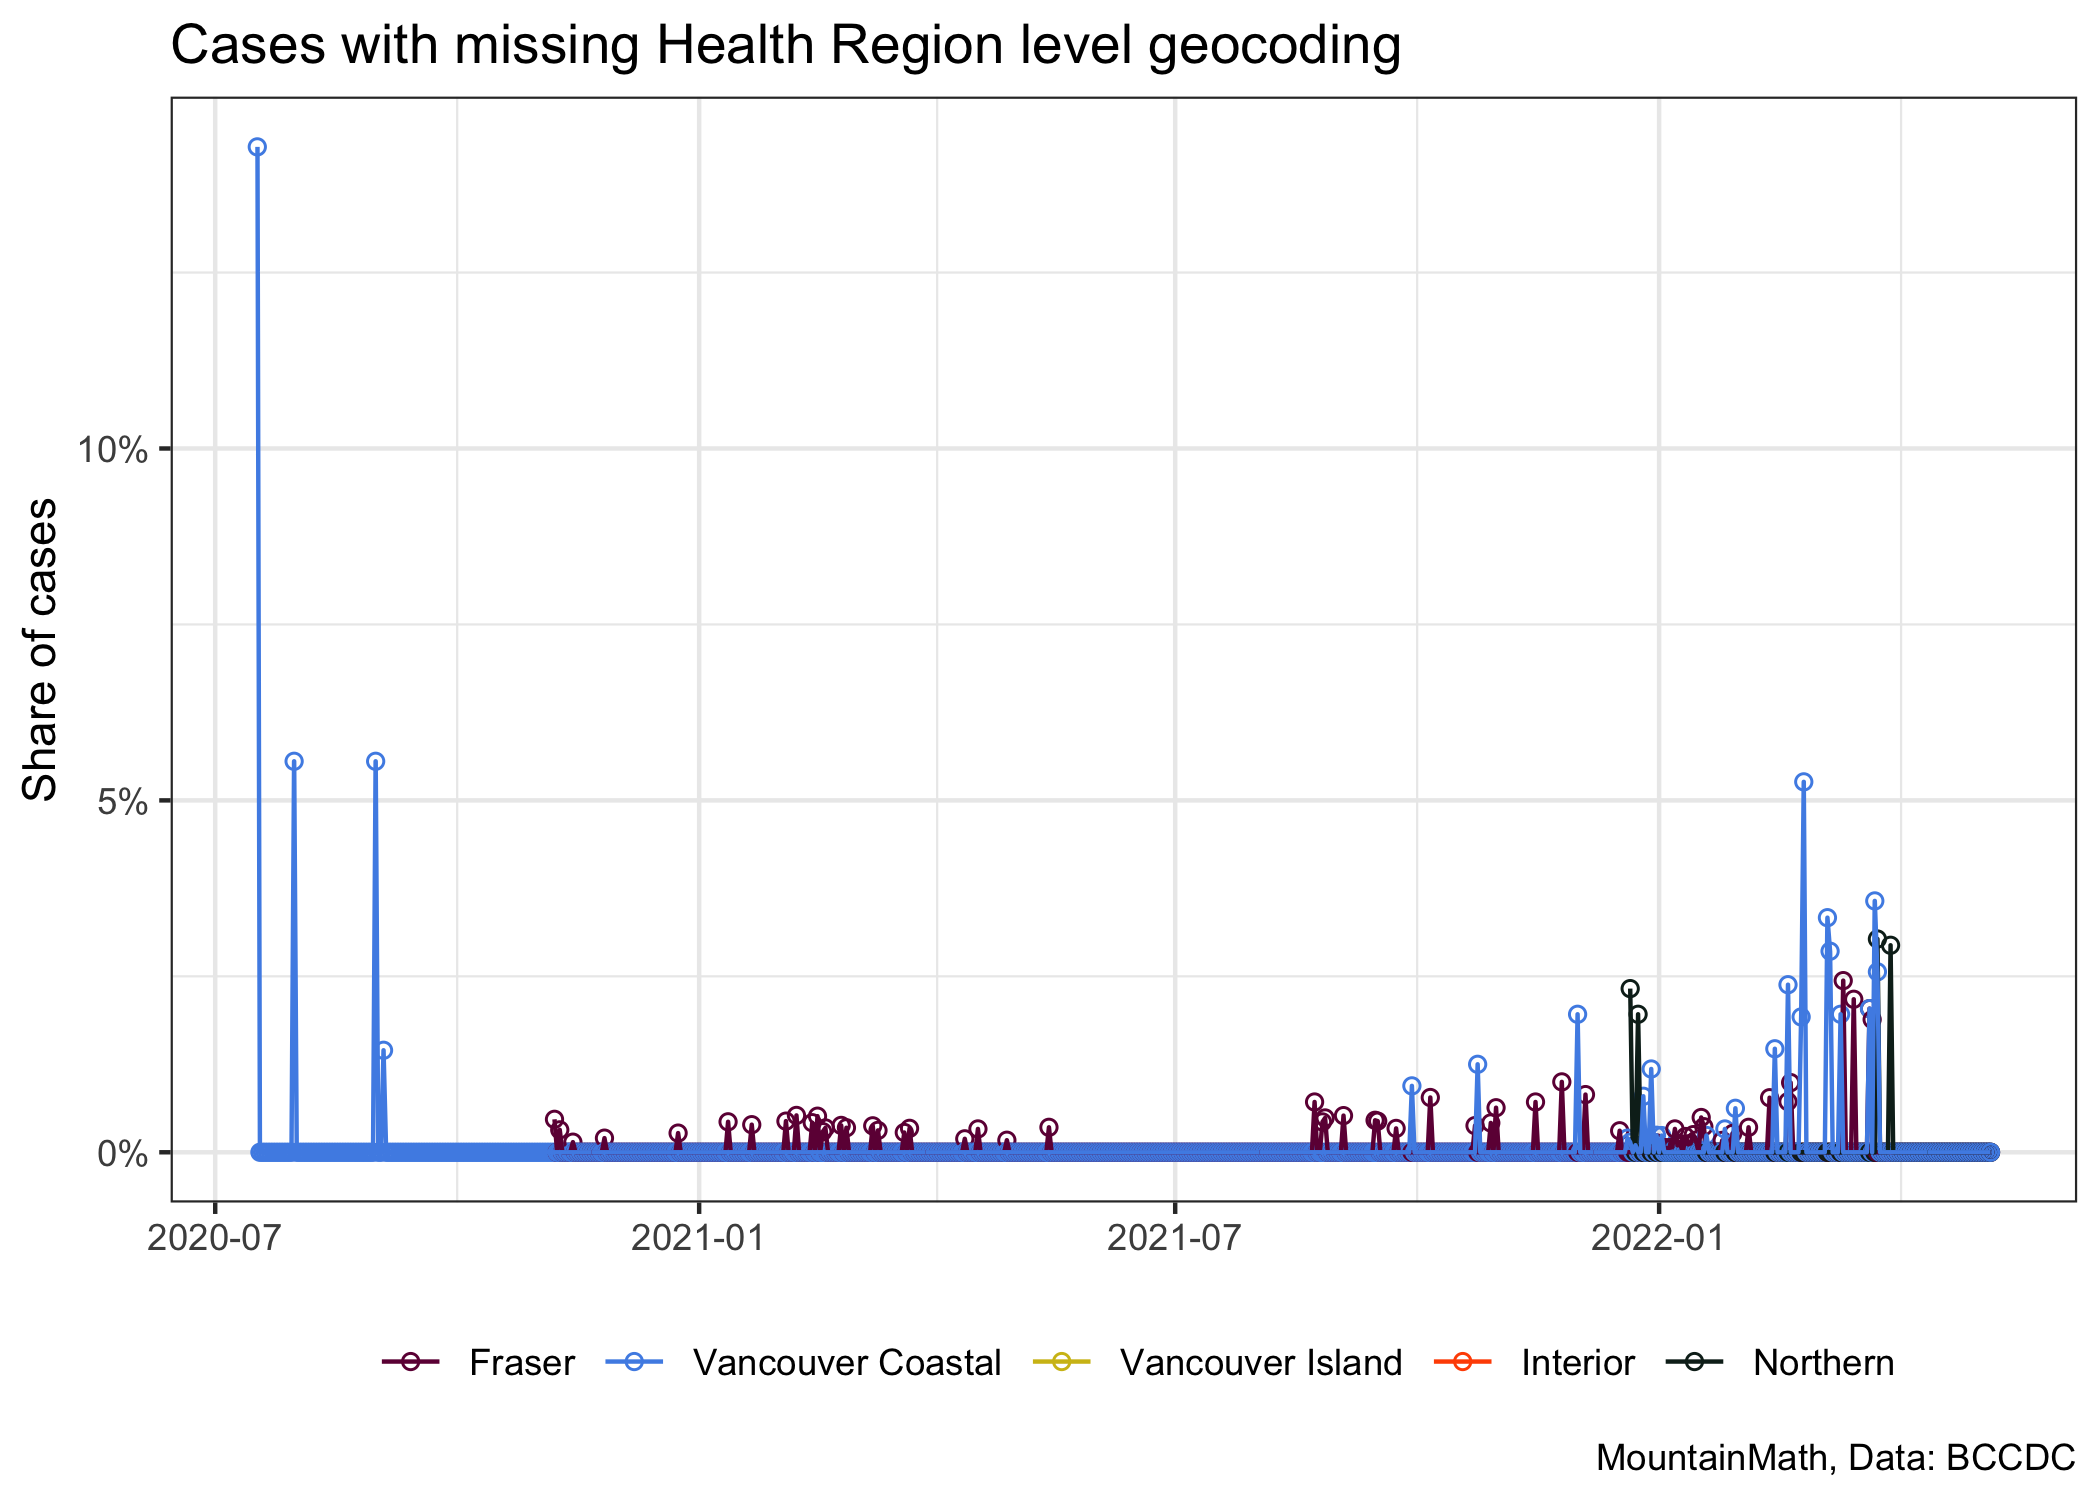 Cases with missing Health Region level geocoding
Share of cases
10%
5%
0%
2020-07 2021-01 2021-07 2022-01
Fraser Vancouver Coastal Vancouver Island Interior Northern
MountainMath, Data: BCCDC